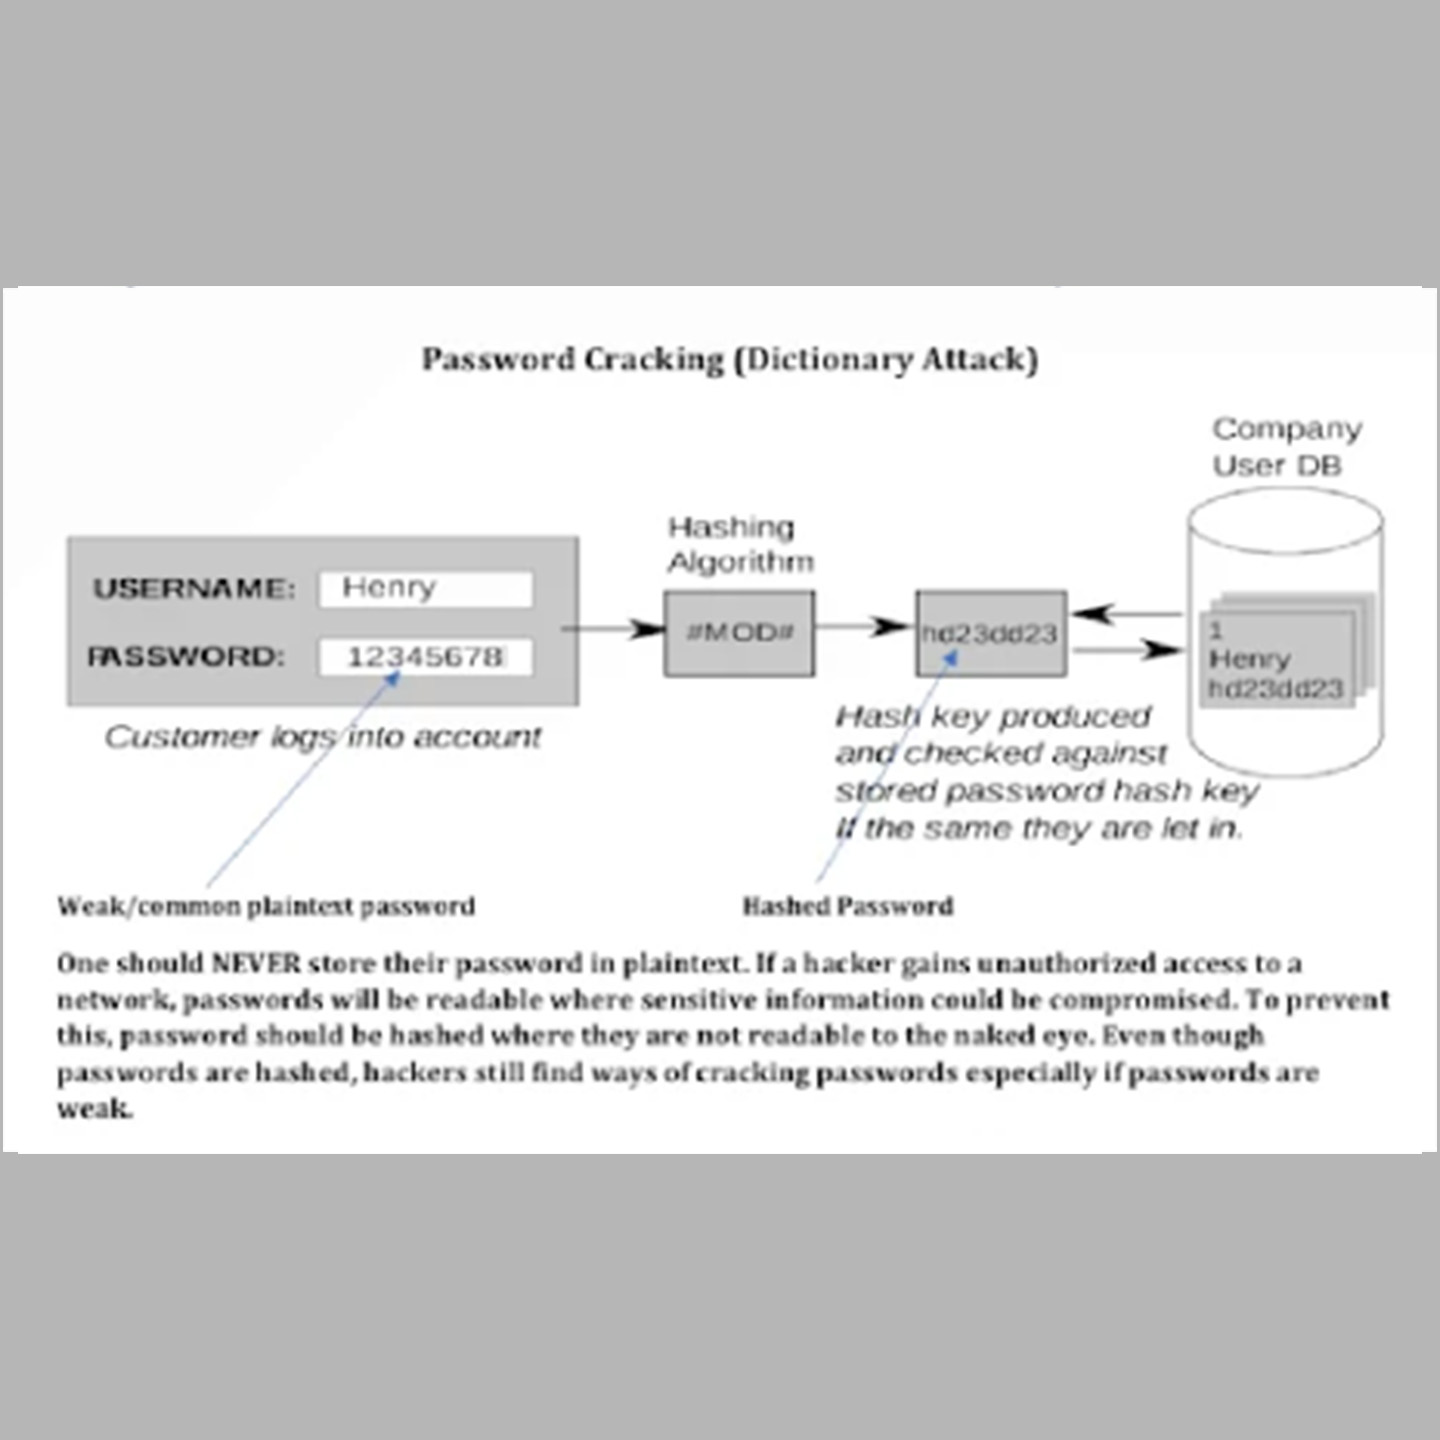 Password Cracking (Dictionary Attack)
Company
User DB
Hashing
Algorithm
USERNAME: Henry
#MOD#
hd23dd23
1
Henry
hd23dd23
PASSWORD: 12345678
Customer logs into account
Hash key produced
and checked against
stored password hash key
If the same they are let in.
Weak/common plaintext password
Hashed Password
One should NEVER store their password in plaintext. If a hacker gains unauthorized access to a
network, passwords will be readable where sensitive information could be compromised. To prevent
this, password should be hashed where they are not readable to the naked eye. Even though
passwords are hashed, hackers still find ways of cracking passwords especially if passwords are
weak.